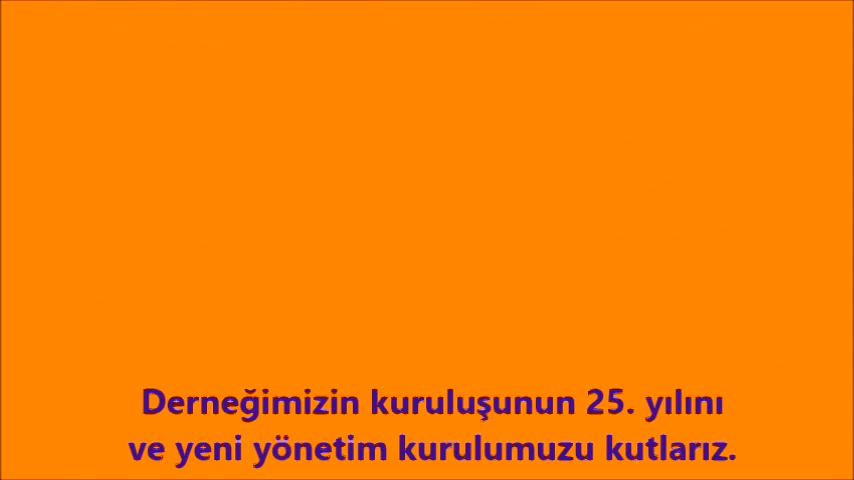 Derneğimizin kuruluşunun 25. yılını
ve yeni yönetim kurulumuzu kutlarız.